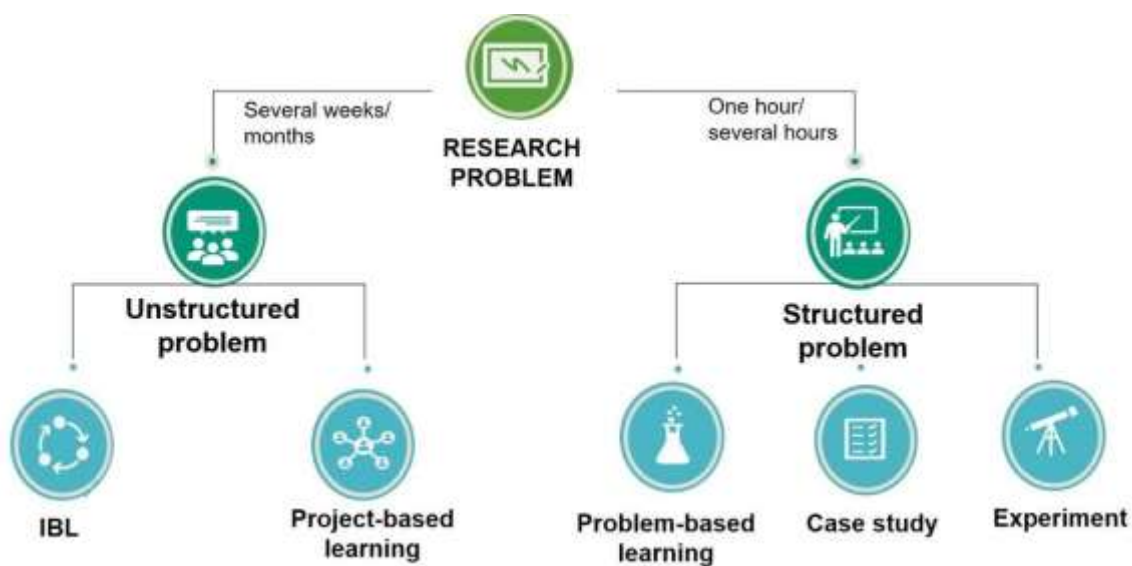 Several weeks/
months
RESEARCH
PROBLEM
One hour/
several hours
Unstructured
problem
Structured
problem
IBL
Project-based
learning
Problem-based
learning
Case study
Experiment